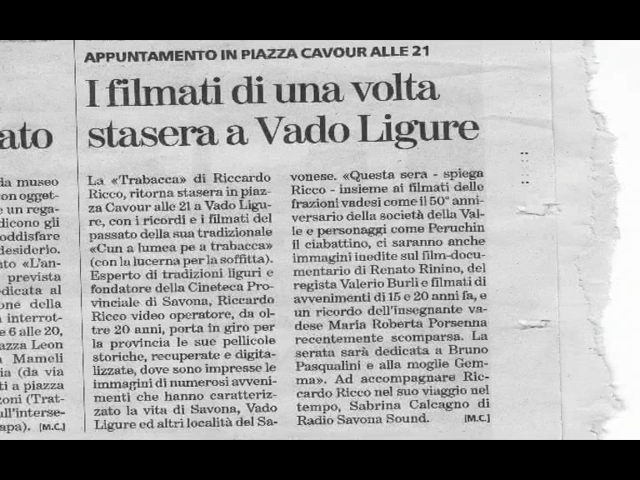 ato
ia museo
on ogget-
e un rega-
dicono gli
oddisfare
desiderio.
ato «L'an-
prevista
edicata al
one della
interrot-
e 6 alle 20,
azza Leon
a Mameli
ia (da via
ti a piazza
zoni (Trat-
ull'interse-
apa). [M.C.]
APPUNTAMENTO IN PIAZZA CAVOUR ALLE 21
I filmati di una volta
stasera a Vado Ligure
La «Trabacca» di Riccardo
Ricco, ritorna stasera in piaz-
za Cavour alle 21 a Vado Ligu-
re, con i ricordi e i filmati del
passato della sua tradizionale
«Cun a lumea pe a trabacca»
(con la lucerna per la soffitta).
Esperto di tradizioni liguri e
fondatore della Cineteca Pro-
vinciale di Savona, Riccardo
Ricco video operatore, da ol-
tre 20 anni, porta in giro per
la provincia le sue pellicole
storiche, recuperate e digita-
lizzate, dove sono impresse le
immagini di numerosi avveni-
menti che hanno caratteriz-
zato la vita di Savona, Vado
Ligure ed altri località del Sa-
vonese. «Questa sera - spiega
Ricco - insieme ai filmati delle
frazioni vadesi come il 50° anni-
versario della società della Val-
le e personaggi come Peruchin
il ciabattino, ci saranno anche
immagini inedite sul film-docu-
mentario di Renato Rinino, del
regista Valerio Burli e filmati di
avvenimenti di 15 e 20 anni fa, e
un ricordo dell'insegnante va-
dese Maria Roberta Porsenna
recentemente scomparsa. La
serata sarà dedicata a Bruno
Pasqualini e alla moglie Gem-
ma». Ad accompagnare Ric-
cardo Ricco nel suo viaggio nel
tempo, Sabrina Calcagno di
Radio Savona Sound. [M.C.]